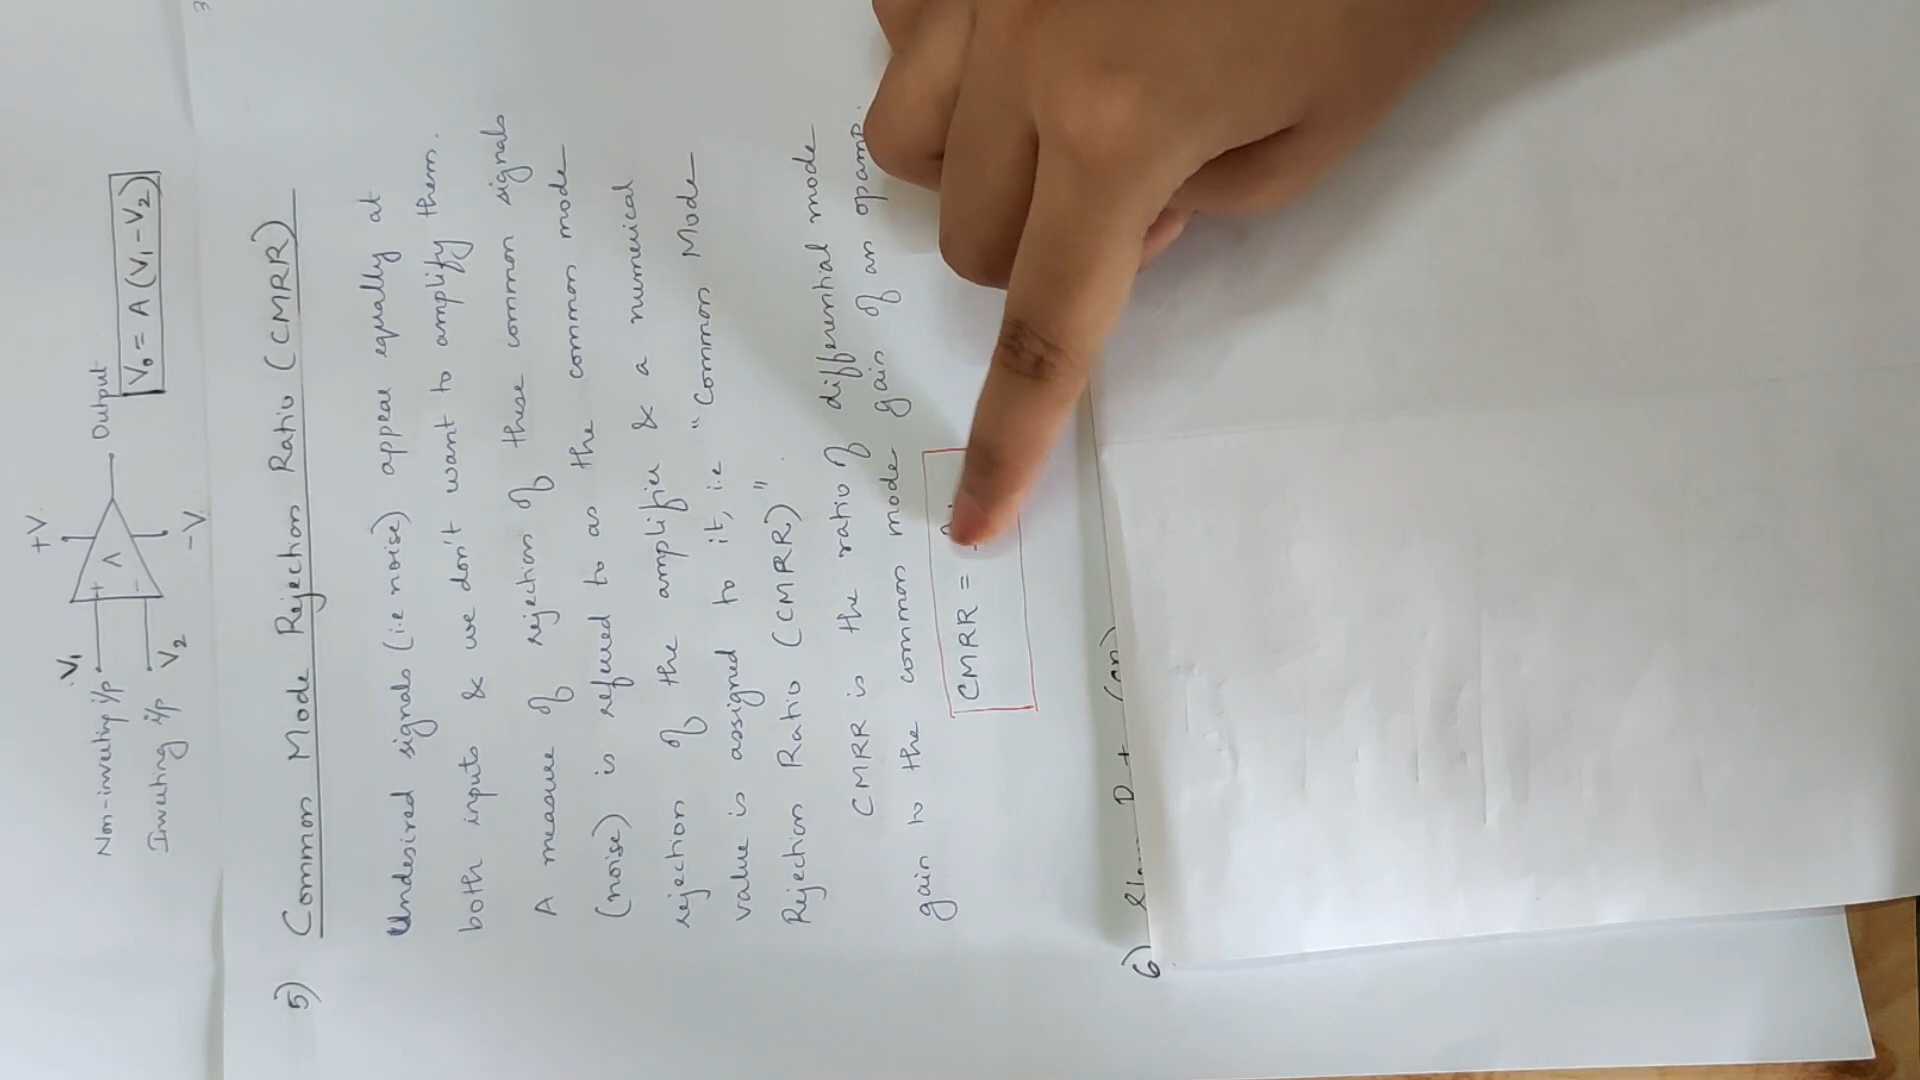 +V
V1
Non-inverting i/p
+
A
Output
-
Inverting i/p
V2
-V
V0 = A (V1 - V2)
5) Common Mode Rejection Ratio (CMRR)
Undesired signals (i.e noise) appear equally at
both inputs & we don't want to amplify them.
A measure of rejection of these common signals
(noise) is referred to as the common mode
rejection of the amplifier & a numerical
value is assigned to it, i.e "Common Mode
Rejection Ratio (CMRR)".
CMRR is the ratio of differential mode
gain to the common mode gain of an opamp.
CMRR =
6)